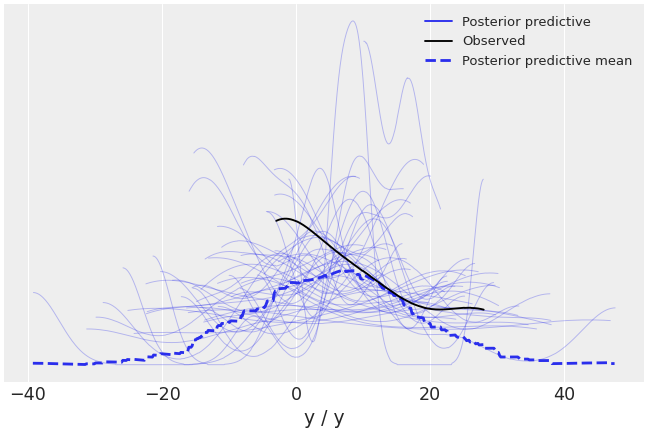 Posterior predictive
Observed
Posterior predictive mean
−40
−20
0
20
40
y / y